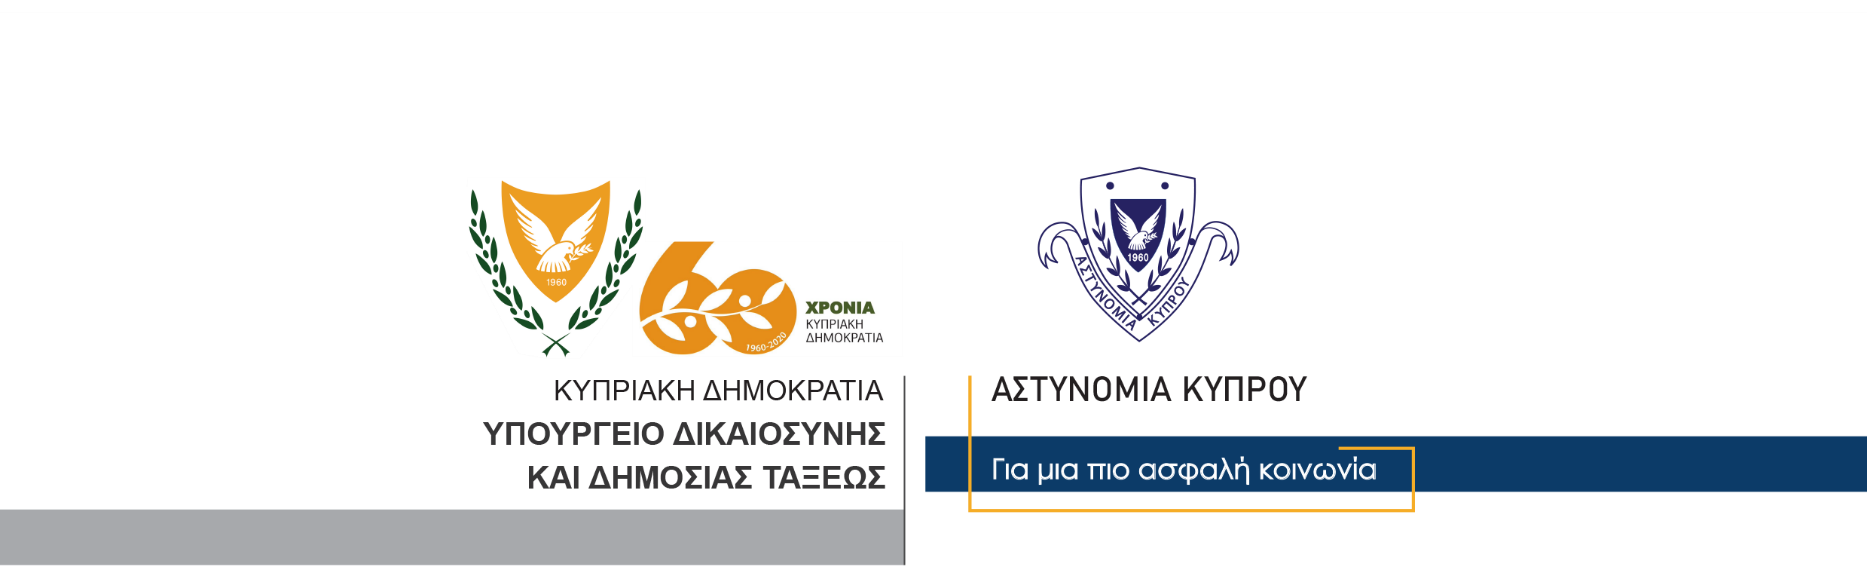 1960
1960-2020
ΧΡΟΝΙΑ
ΚΥΠΡΙΑΚΗ
ΔΗΜΟΚΡΑΤΙΑ
ΚΥΠΡΙΑΚΗ ΔΗΜΟΚΡΑΤΙΑ
ΥΠΟΥΡΓΕΙΟ ΔΙΚΑΙΟΣΥΝΗΣ
ΚΑΙ ΔΗΜΟΣΙΑΣ ΤΑΞΕΩΣ
1960
ΑΣΤΥΝΟΜΙΑ ΚΥΠΡΟΥ
ΑΣΤΥΝΟΜΙΑ ΚΥΠΡΟΥ
Για μια πιο ασφαλή κοινωνία